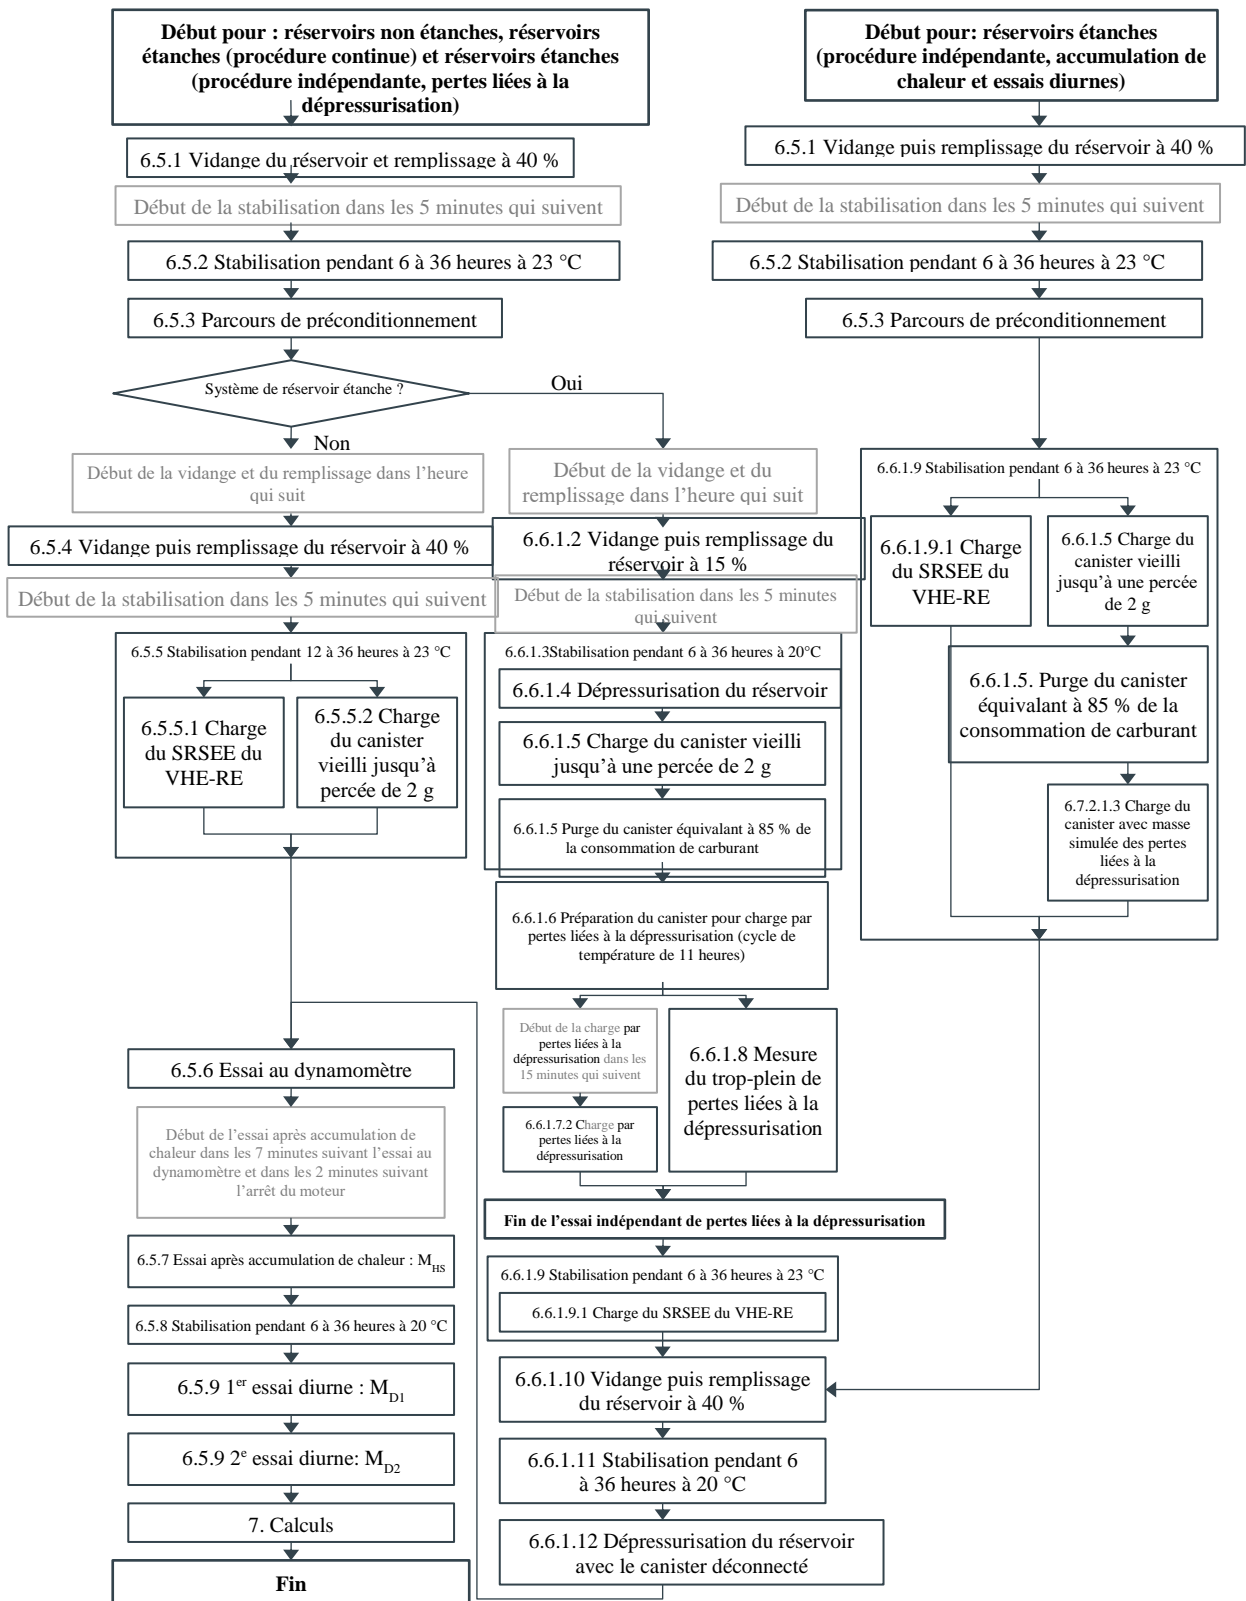 Début pour : réservoirs non étanches, réservoirs
étanches (procédure continue) et réservoirs étanches
(procédure indépendante, pertes liées à la
dépressurisation)
6.5.1 Vidange du réservoir et remplissage à 40 %
Début de la stabilisation dans les 5 minutes qui suivent
6.5.2 Stabilisation pendant 6 à 36 heures à 23 °C
6.5.3 Parcours de préconditionnement
Système de réservoir étanche ?
Oui
Non
Début de la vidange et du remplissage dans l’heure
qui suit
6.5.4 Vidange puis remplissage du réservoir à 40 %
Début de la stabilisation dans les 5 minutes qui suivent
6.5.5 Stabilisation pendant 12 à 36 heures à 23 °C
6.5.5.1 Charge
du SRSEE du
VHE-RE
6.5.5.2 Charge
du canister
vieilli jusqu’à
percée de 2 g
6.5.6 Essai au dynamomètre
Début de l’essai après accumulation de
chaleur dans les 7 minutes suivant l’essai au
dynamomètre et dans les 2 minutes suivant
l’arrêt du moteur
6.5.7 Essai après accumulation de chaleur : MHS
6.5.8 Stabilisation pendant 6 à 36 heures à 20 °C
6.5.9 1er essai diurne : MD1
6.5.9 2e essai diurne: MD2
7. Calculs
Fin
Début de la vidange et du
remplissage dans l’heure qui suit
6.6.1.2 Vidange puis remplissage du
réservoir à 15 %
Début de la stabilisation dans les 5 minutes
qui suivent
6.6.1.3Stabilisation pendant 6 à 36 heures à 20°C
6.6.1.4 Dépressurisation du réservoir
6.6.1.5 Charge du canister vieilli
jusqu’à une percée de 2 g
6.6.1.5 Purge du canister équivalant à 85 % de
la consommation de carburant
6.6.1.6 Préparation du canister pour charge par
pertes liées à la dépressurisation (cycle de
température de 11 heures)
Début de la charge par
pertes liées à la
dépressurisation dans les
15 minutes qui suivent
6.6.1.7.2 Charge par
pertes liées à la
dépressurisation
6.6.1.8 Mesure
du trop-plein de
pertes liées à la
dépressurisation
Fin de l’essai indépendant de pertes liées à la dépressurisation
6.6.1.9 Stabilisation pendant 6 à 36 heures à 23 °C
6.6.1.9.1 Charge du SRSEE du VHE-RE
6.6.1.10 Vidange puis remplissage
du réservoir à 40 %
6.6.1.11 Stabilisation pendant 6
à 36 heures à 20 °C
6.6.1.12 Dépressurisation du réservoir
avec le canister déconnecté
Début pour: réservoirs étanches
(procédure indépendante, accumulation de
chaleur et essais diurnes)
6.5.1 Vidange puis remplissage du réservoir à 40 %
Début de la stabilisation dans les 5 minutes qui suivent
6.5.2 Stabilisation pendant 6 à 36 heures à 23 °C
6.5.3 Parcours de préconditionnement
6.6.1.9 Stabilisation pendant 6 à 36 heures à 23 °C
6.6.1.9.1 Charge
du SRSEE du
VHE-RE
6.6.1.5 Charge du
canister vieilli
jusqu’à une percée
de 2 g
6.6.1.5. Purge du canister
équivalant à 85 % de la
consommation de carburant
6.7.2.1.3 Charge du
canister avec masse
simulée des pertes
liées à la
dépressurisation